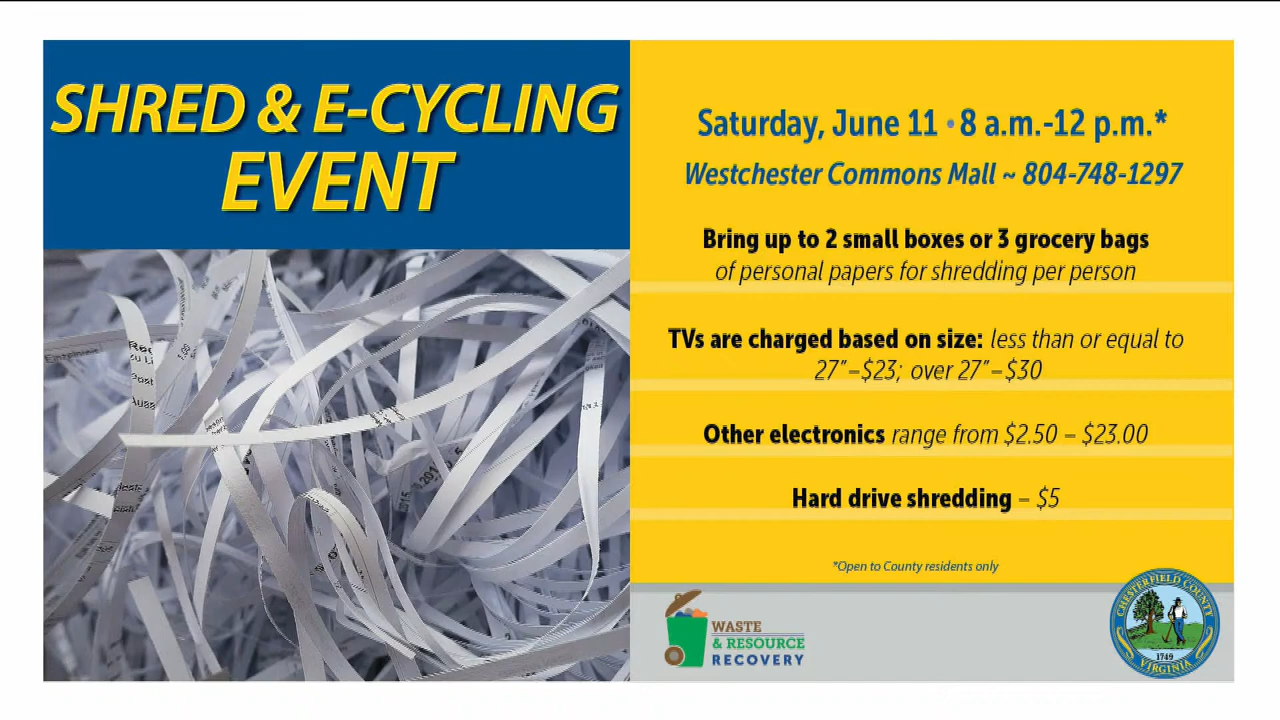 SHRED & E-CYCLING
EVENT
Saturday, June 11 • 8 a.m.-12 p.m.*
Westchester Commons Mall ~ 804-748-1297
Bring up to 2 small boxes or 3 grocery bags
of personal papers for shredding per person
TVs are charged based on size: less than or equal to
27”–$23; over 27”–$30
Other electronics range from $2.50 – $23.00
Hard drive shredding – $5
*Open to County residents only
WASTE
& RESOURCE
RECOVERY
CHESTERFIELD COUNTY
1749
VIRGINIA